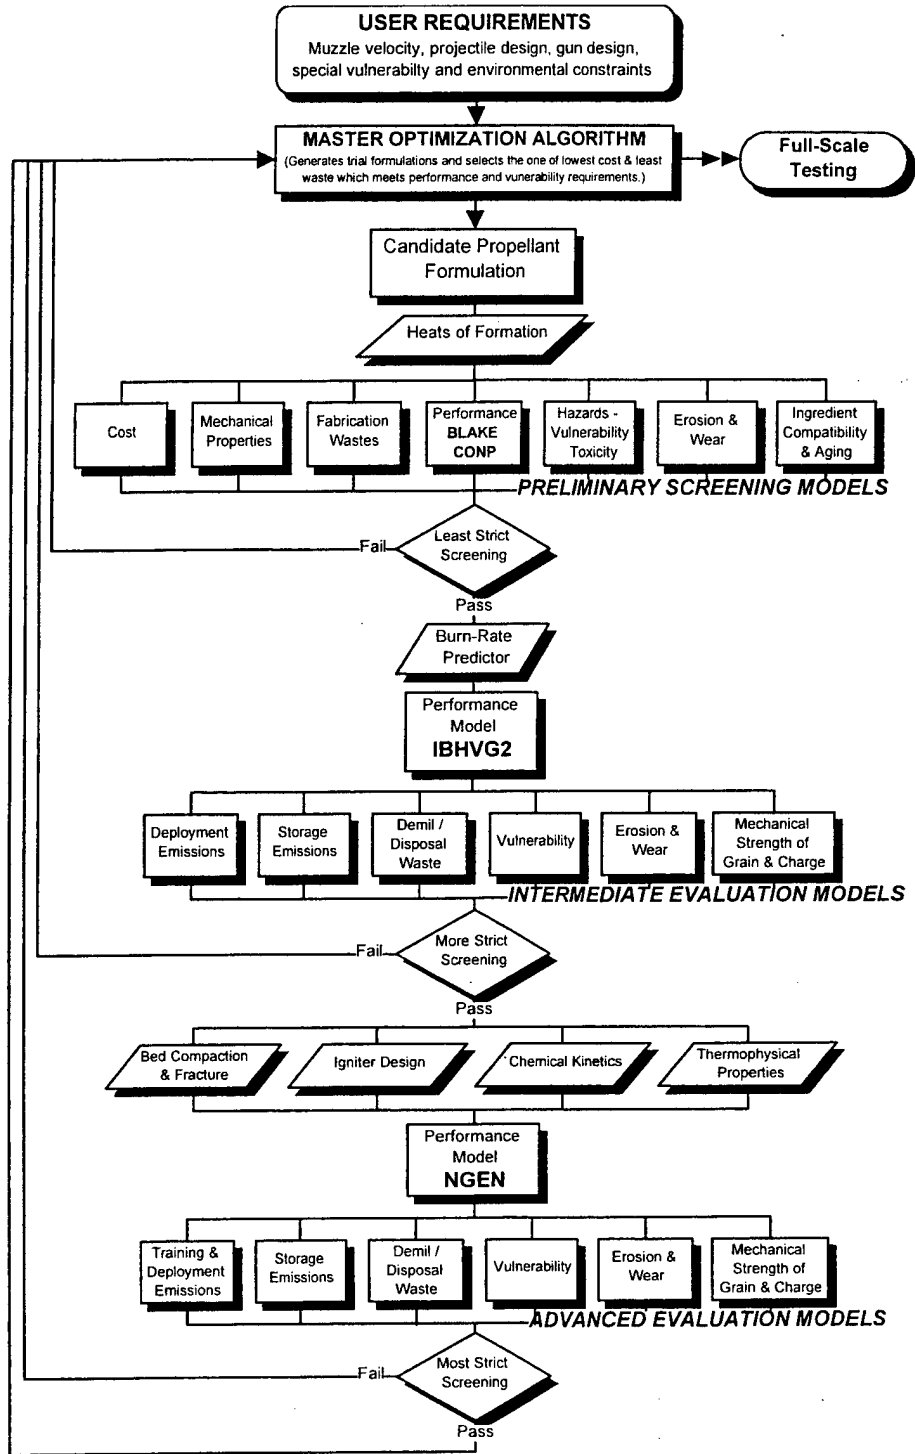 USER REQUIREMENTS
Muzzle velocity, projectile design, gun design,
special vulnerabilty and environmental constraints
MASTER OPTIMIZATION ALGORITHM
(Generates trial formulations and selects the one of lowest cost & least
waste which meets performance and vunerability requirements.)
Full-Scale
Testing
Candidate Propellant
Formulation
Heats of Formation
Cost
Mechanical
Properties
Fabrication
Wastes
Performance
BLAKE
CONP
Hazards -
Vulnerability
Toxicity
Erosion &
Wear
Ingredient
Compatibility
& Aging
PRELIMINARY SCREENING MODELS
Fail
Least Strict
Screening
Pass
Burn-Rate
Predictor
Performance
Model
IBHVG2
Deployment
Emissions
Storage
Emissions
Demil /
Disposal
Waste
Vulnerability
Erosion &
Wear
Mechanical
Strength of
Grain & Charge
INTERMEDIATE EVALUATION MODELS
Fail
More Strict
Screening
Pass
Bed Compaction
& Fracture
Igniter Design
Chemical Kinetics
Thermophysical
Properties
Performance
Model
NGEN
Training &
Deployment
Emissions
Storage
Emissions
Demil /
Disposal
Waste
Vulnerability
Erosion &
Wear
Mechanical
Strength of
Grain & Charge
ADVANCED EVALUATION MODELS
Fail
Most Strict
Screening
Pass